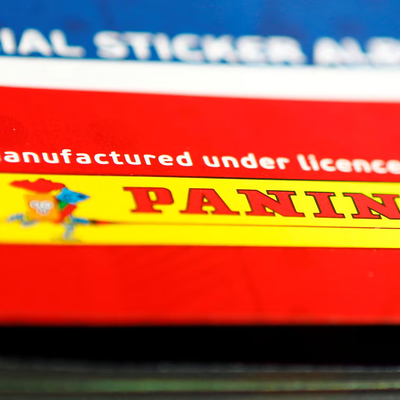 IAL STICKER ALB
anufactured under licence
PANIN